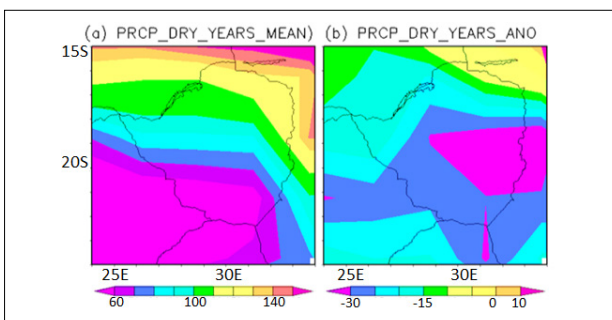 (a) PRCP_DRY_YEARS_MEAN) (b) PRCP_DRY_YEARS_ANO
15S
20S
25E 30E 25E 30E
60 100 140 -30 -15 0 10